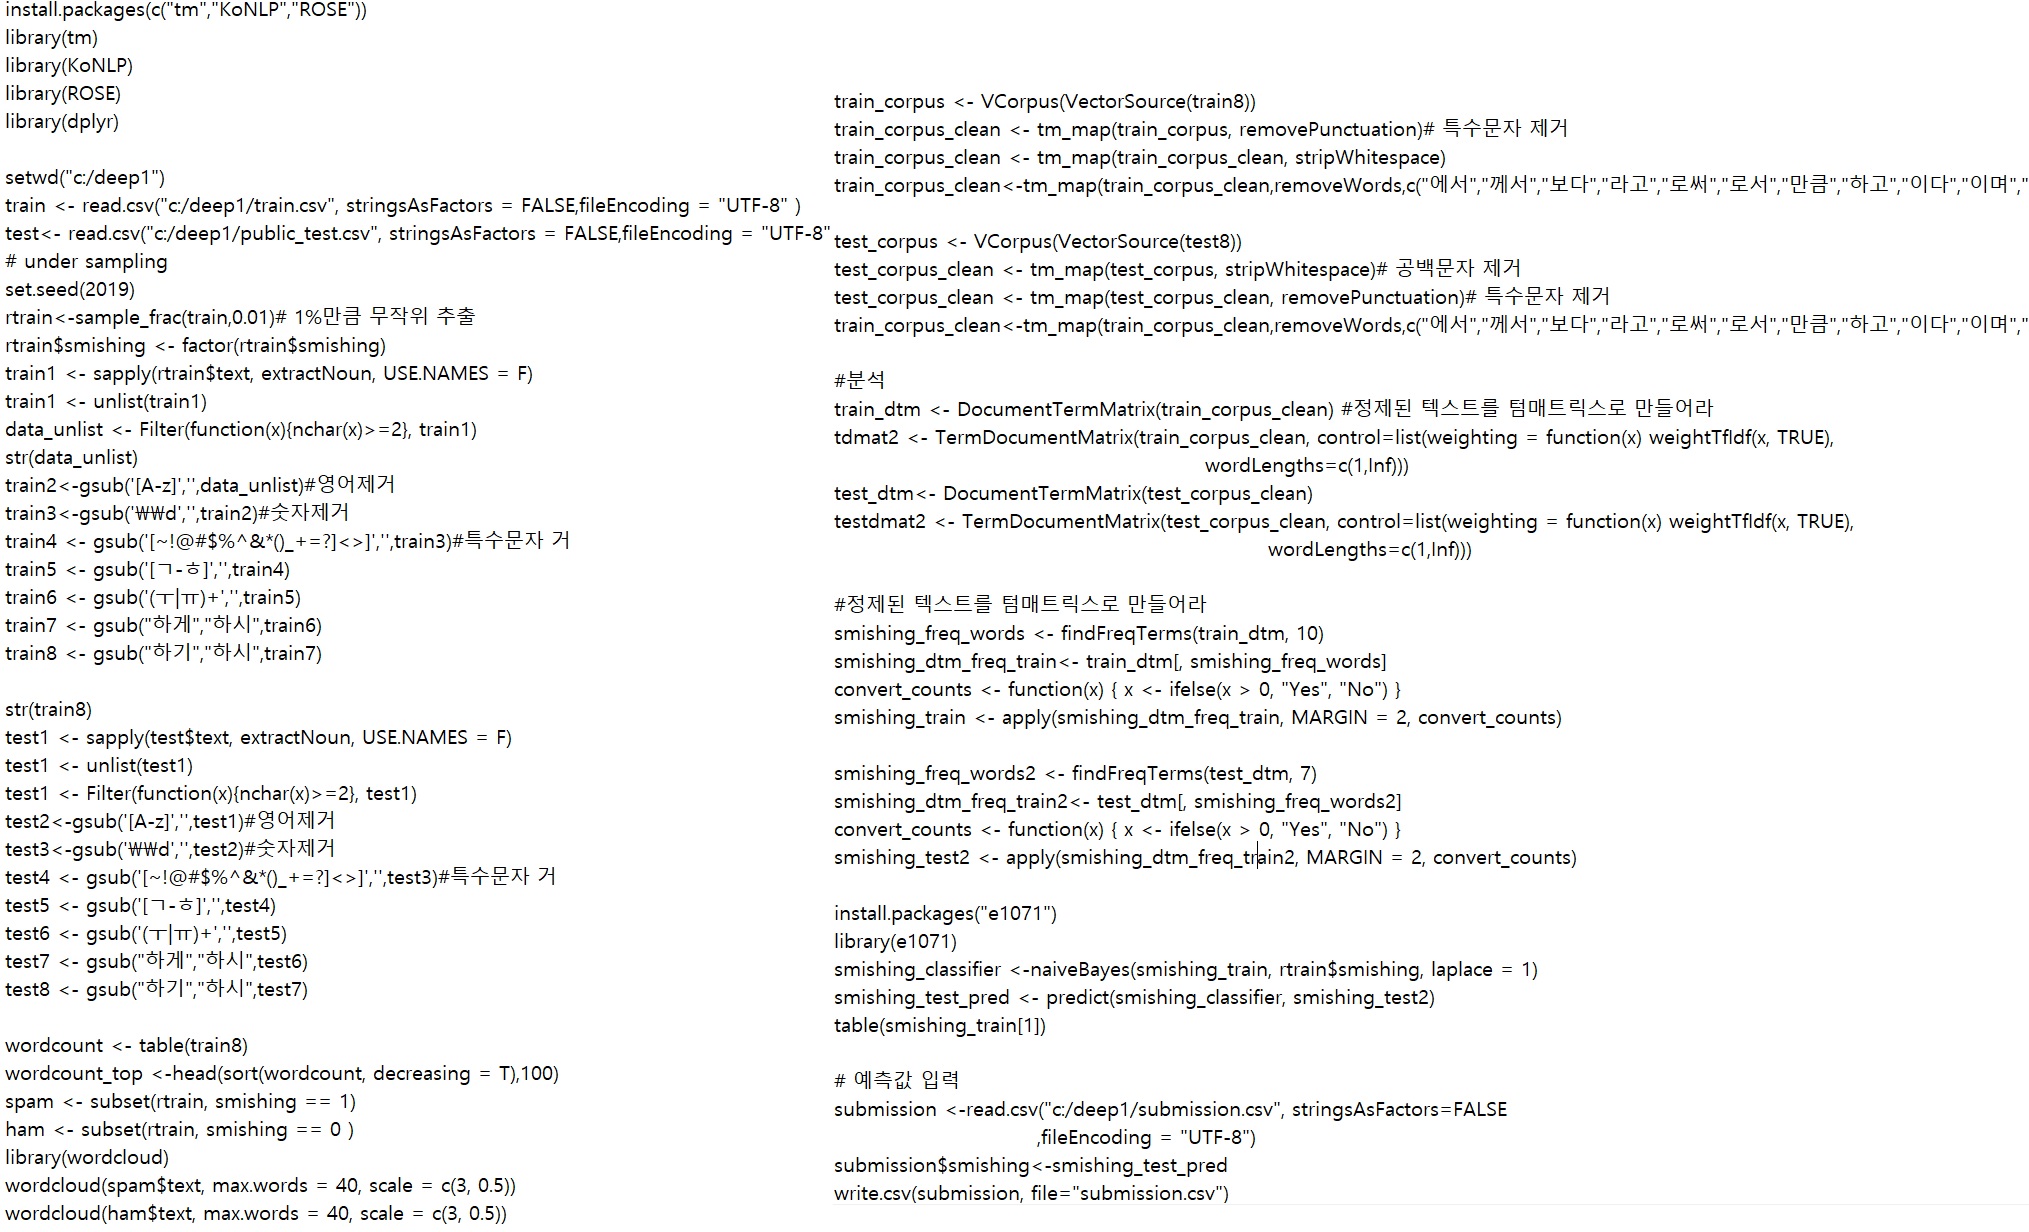 install.packages(c("tm","KoNLP","ROSE"))
library(tm)
library(KoNLP)
library(ROSE)
library(dplyr)
setwd("c:/deep1")
train <- read.csv("c:/deep1/train.csv", stringsAsFactors = FALSE,fileEncoding = "UTF-8" )
test<- read.csv("c:/deep1/public_test.csv", stringsAsFactors = FALSE,fileEncoding = "UTF-8"
# under sampling
set.seed(2019)
rtrain<-sample_frac(train,0.01)# 1%만큼 무작위 추출
rtrain$smishing <- factor(rtrain$smishing)
train1 <- sapply(rtrain$text, extractNoun, USE.NAMES = F)
train1 <- unlist(train1)
data_unlist <- Filter(function(x){nchar(x)>=2}, train1)
str(data_unlist)
train2<-gsub('[A-z]','',data_unlist)#영어제거
train3<-gsub('₩₩d','',train2)#숫자제거
train4 <- gsub('[~!@#$%^&*()_+=?]<>]','',train3)#특수문자 거
train5 <- gsub('[ㄱ-ㅎ]','',train4)
train6 <- gsub('(ㅜ|ㅠ)+','',train5)
train7 <- gsub("하게","하시",train6)
train8 <- gsub("하기","하시",train7)
str(train8)
test1 <- sapply(test$text, extractNoun, USE.NAMES = F)
test1 <- unlist(test1)
test1 <- Filter(function(x){nchar(x)>=2}, test1)
test2<-gsub('[A-z]','',test1)#영어제거
test3<-gsub('₩₩d','',test2)#숫자제거
test4 <- gsub('[~!@#$%^&*()_+=?]<>]','',test3)#특수문자 거
test5 <- gsub('[ㄱ-ㅎ]','',test4)
test6 <- gsub('(ㅜ|ㅠ)+','',test5)
test7 <- gsub("하게","하시",test6)
test8 <- gsub("하기","하시",test7)
wordcount <- table(train8)
wordcount_top <-head(sort(wordcount, decreasing = T),100)
spam <- subset(rtrain, smishing == 1)
ham <- subset(rtrain, smishing == 0 )
library(wordcloud)
wordcloud(spam$text, max.words = 40, scale = c(3, 0.5))
wordcloud(ham$text, max.words = 40, scale = c(3, 0.5))
train_corpus <- VCorpus(VectorSource(train8))
train_corpus_clean <- tm_map(train_corpus, removePunctuation)# 특수문자 제거
train_corpus_clean <- tm_map(train_corpus_clean, stripWhitespace)
train_corpus_clean<-tm_map(train_corpus_clean,removeWords,c("에서","께서","보다","라고","로써","로서","만큼","하고","이다","이며","
test_corpus <- VCorpus(VectorSource(test8))
test_corpus_clean <- tm_map(test_corpus, stripWhitespace)# 공백문자 제거
test_corpus_clean <- tm_map(test_corpus_clean, removePunctuation)# 특수문자 제거
train_corpus_clean<-tm_map(train_corpus_clean,removeWords,c("에서","께서","보다","라고","로써","로서","만큼","하고","이다","이며","
#분석
train_dtm <- DocumentTermMatrix(train_corpus_clean) #정제된 텍스트를 텀매트릭스로 만들어라
tdmat2 <- TermDocumentMatrix(train_corpus_clean, control=list(weighting = function(x) weightTfIdf(x, TRUE),
wordLengths=c(1,Inf)))
test_dtm<- DocumentTermMatrix(test_corpus_clean)
testdmat2 <- TermDocumentMatrix(test_corpus_clean, control=list(weighting = function(x) weightTfIdf(x, TRUE),
wordLengths=c(1,Inf)))
#정제된 텍스트를 텀매트릭스로 만들어라
smishing_freq_words <- findFreqTerms(train_dtm, 10)
smishing_dtm_freq_train<- train_dtm[, smishing_freq_words]
convert_counts <- function(x) { x <- ifelse(x > 0, "Yes", "No") }
smishing_train <- apply(smishing_dtm_freq_train, MARGIN = 2, convert_counts)
smishing_freq_words2 <- findFreqTerms(test_dtm, 7)
smishing_dtm_freq_train2<- test_dtm[, smishing_freq_words2]
convert_counts <- function(x) { x <- ifelse(x > 0, "Yes", "No") }
smishing_test2 <- apply(smishing_dtm_freq_train2, MARGIN = 2, convert_counts)
install.packages("e1071")
library(e1071)
smishing_classifier <-naiveBayes(smishing_train, rtrain$smishing, laplace = 1)
smishing_test_pred <- predict(smishing_classifier, smishing_test2)
table(smishing_train[1])
# 예측값 입력
submission <-read.csv("c:/deep1/submission.csv", stringsAsFactors=FALSE
,fileEncoding = "UTF-8")
submission$smishing<-smishing_test_pred
write.csv(submission, file="submission.csv")